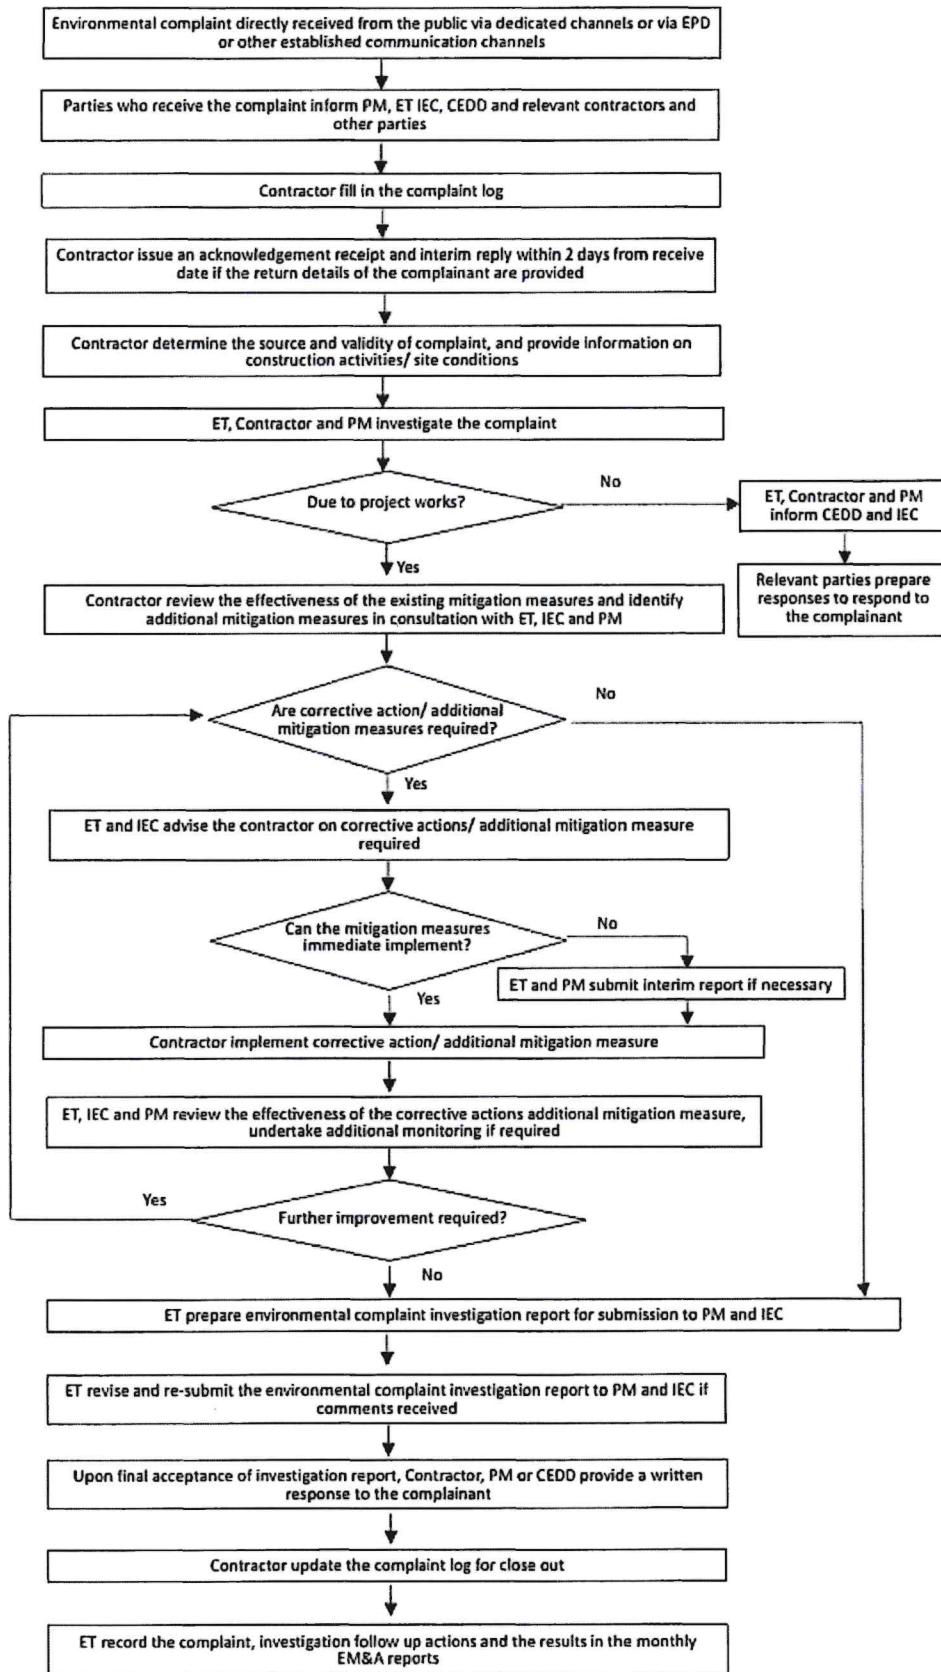 Environmental complaint directly received from the public via dedicated channels or via EPD
or other established communication channels
Parties who receive the complaint inform PM, ET IEC, CEDD and relevant contractors and
other parties
Contractor fill in the complaint log
Contractor issue an acknowledgement receipt and interim reply within 2 days from receive
date if the return details of the complainant are provided
Contractor determine the source and validity of complaint, and provide information on
construction activities/ site conditions
ET, Contractor and PM investigate the complaint
Due to project works?
No
ET, Contractor and PM
inform CEDD and IEC
Relevant parties prepare
responses to respond to
the complainant
Yes
Contractor review the effectiveness of the existing mitigation measures and identify
additional mitigation measures in consultation with ET, IEC and PM
Are corrective action/ additional
mitigation measures required?
No
Yes
ET and IEC advise the contractor on corrective actions/ additional mitigation measure
required
Can the mitigation measures
immediate implement?
No
ET and PM submit interim report if necessary
Yes
Contractor implement corrective action/ additional mitigation measure
ET, IEC and PM review the effectiveness of the corrective actions additional mitigation measure,
undertake additional monitoring if required
Yes
Further improvement required?
No
ET prepare environmental complaint investigation report for submission to PM and IEC
ET revise and re-submit the environmental complaint investigation report to PM and IEC if
comments received
Upon final acceptance of investigation report, Contractor, PM or CEDD provide a written
response to the complainant
Contractor update the complaint log for close out
ET record the complaint, investigation follow up actions and the results in the monthly
EM&A reports